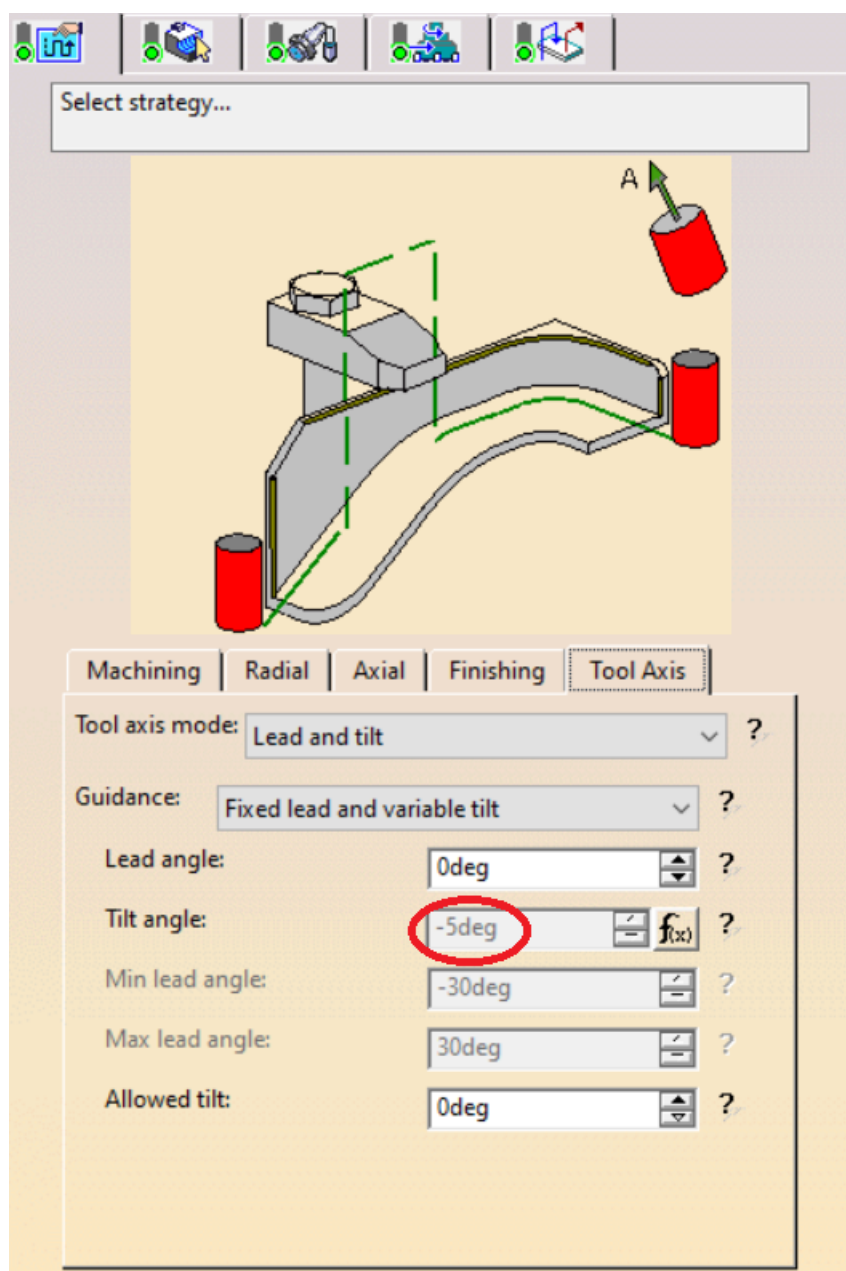 Select strategy...
A
Machining Radial Axial Finishing Tool Axis
Tool axis mode: Lead and tilt ?
Guidance: Fixed lead and variable tilt ?
Lead angle: 0deg ?
Tilt angle: -5deg f(x) ?
Min lead angle: -30deg ?
Max lead angle: 30deg ?
Allowed tilt: 0deg ?